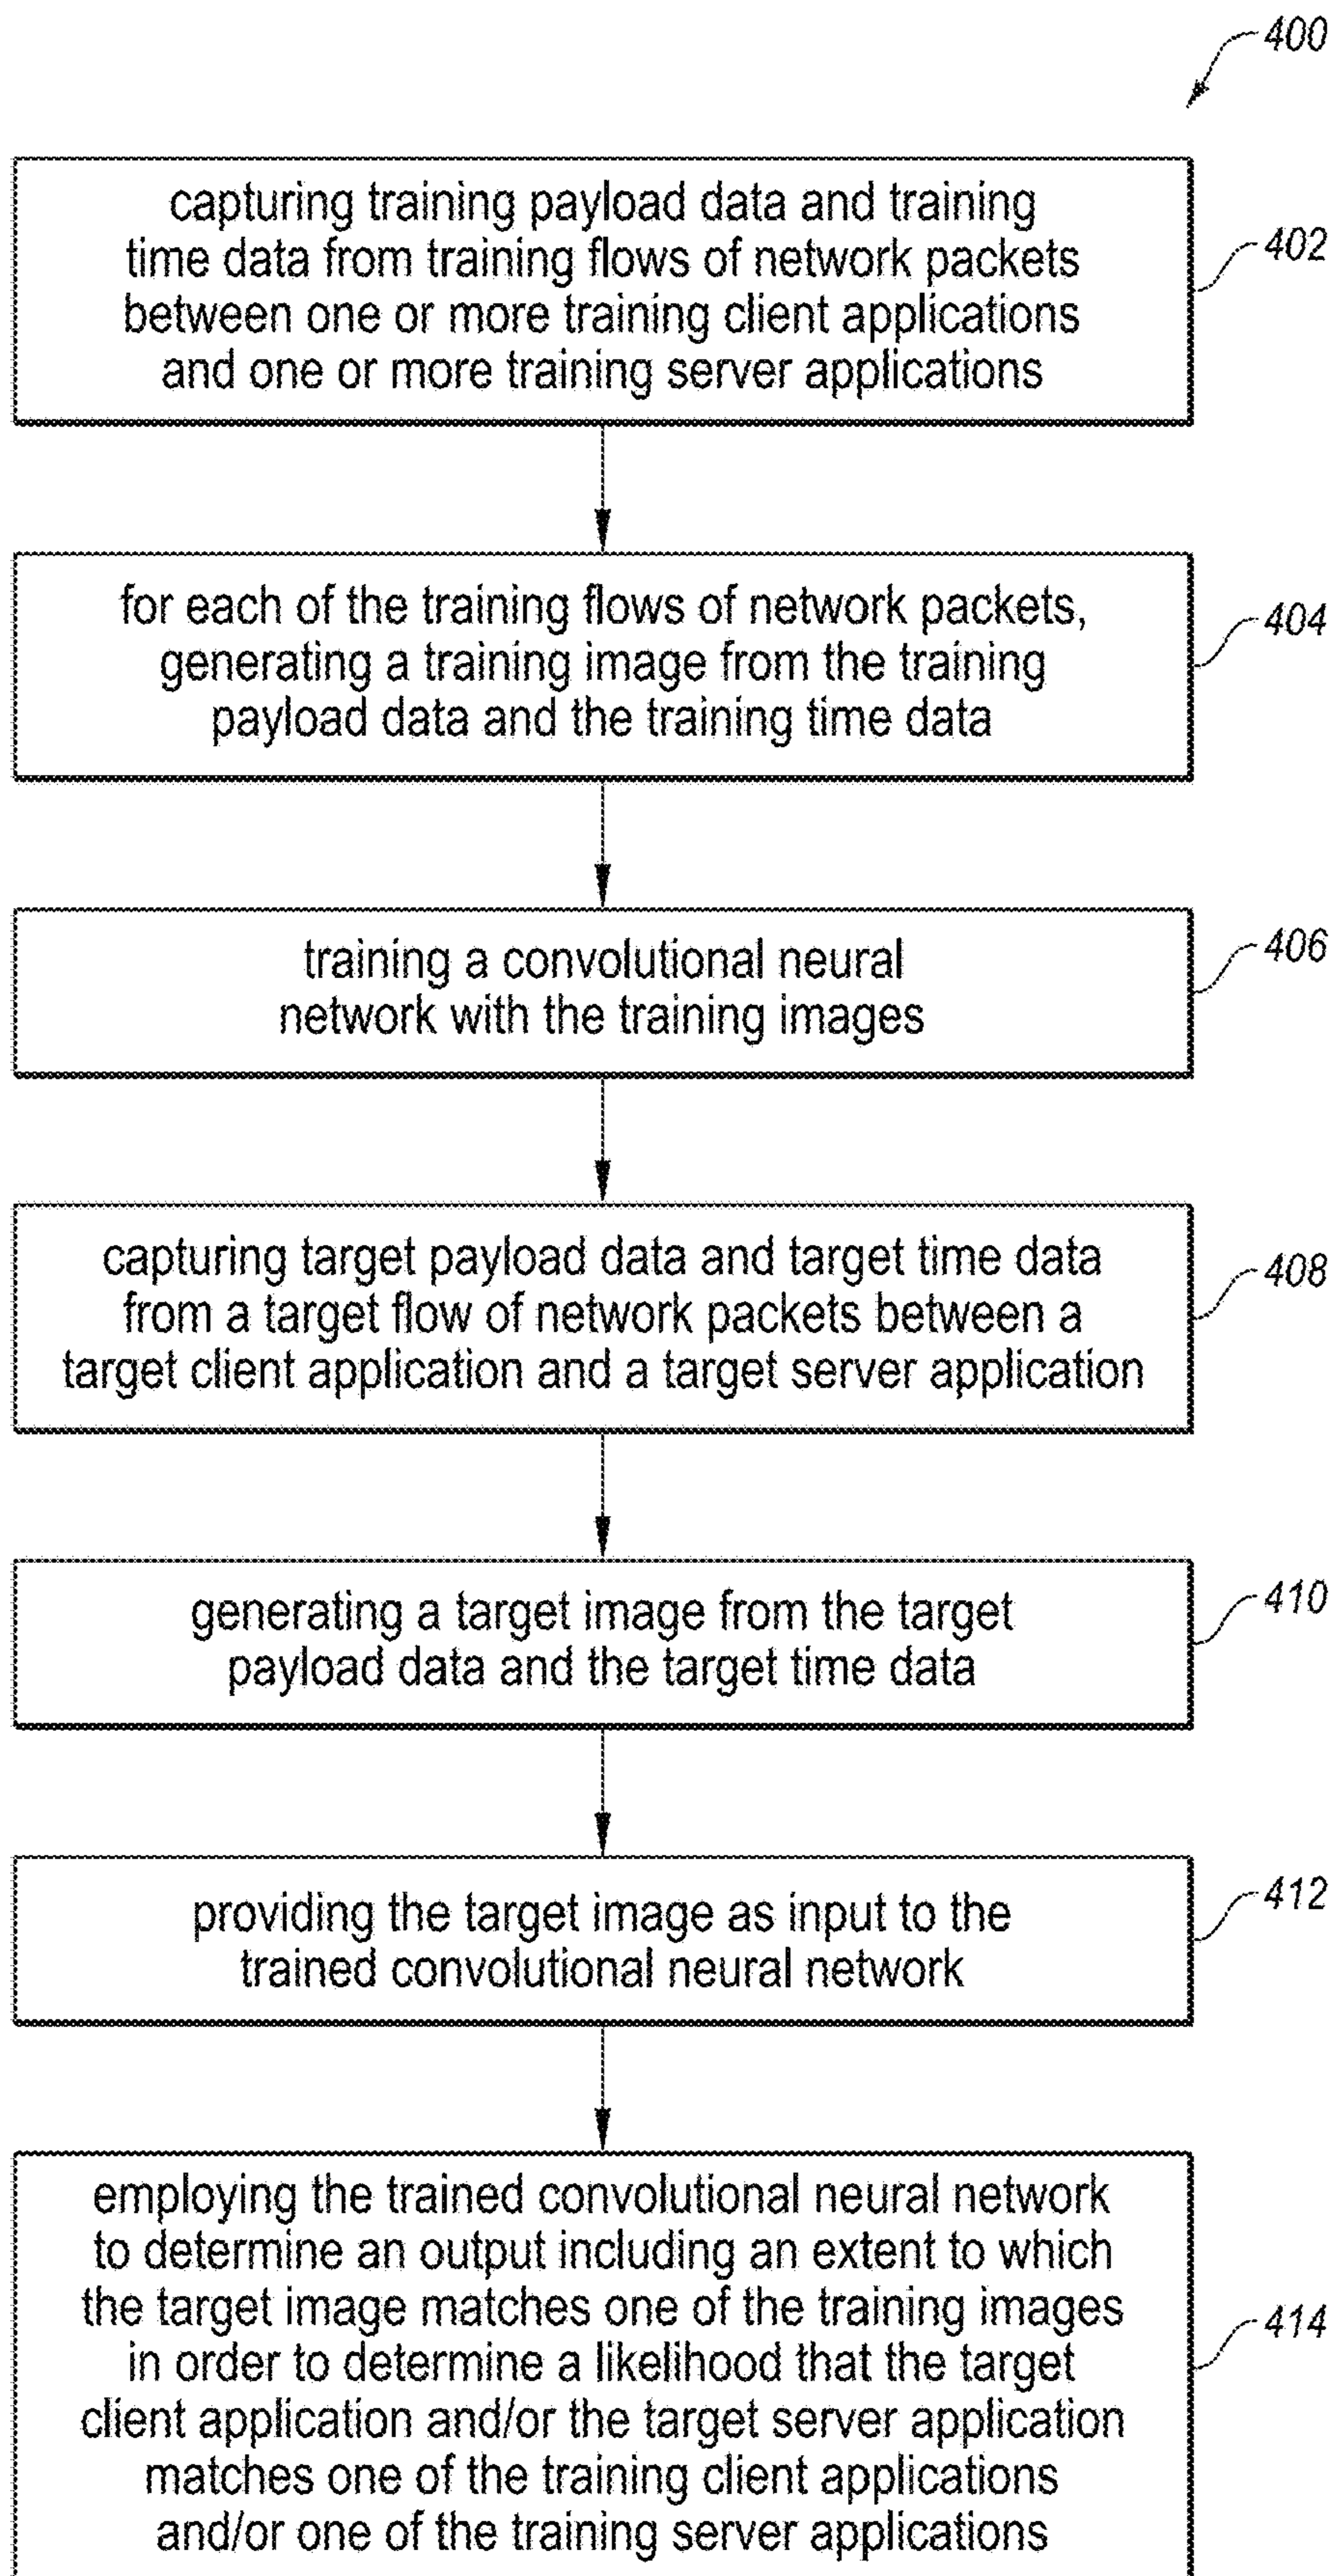 400
capturing training payload data and training
time data from training flows of network packets
between one or more training client applications
and one or more training server applications
402
for each of the training flows of network packets,
generating a training image from the training
payload data and the training time data
404
training a convolutional neural
network with the training images
406
capturing target payload data and target time data
from a target flow of network packets between a
target client application and a target server application
408
generating a target image from the target
payload data and the target time data
410
providing the target image as input to the
trained convolutional neural network
412
employing the trained convolutional neural network
to determine an output including an extent to which
the target image matches one of the training images
in order to determine a likelihood that the target
client application and/or the target server application
matches one of the training client applications
and/or one of the training server applications
414